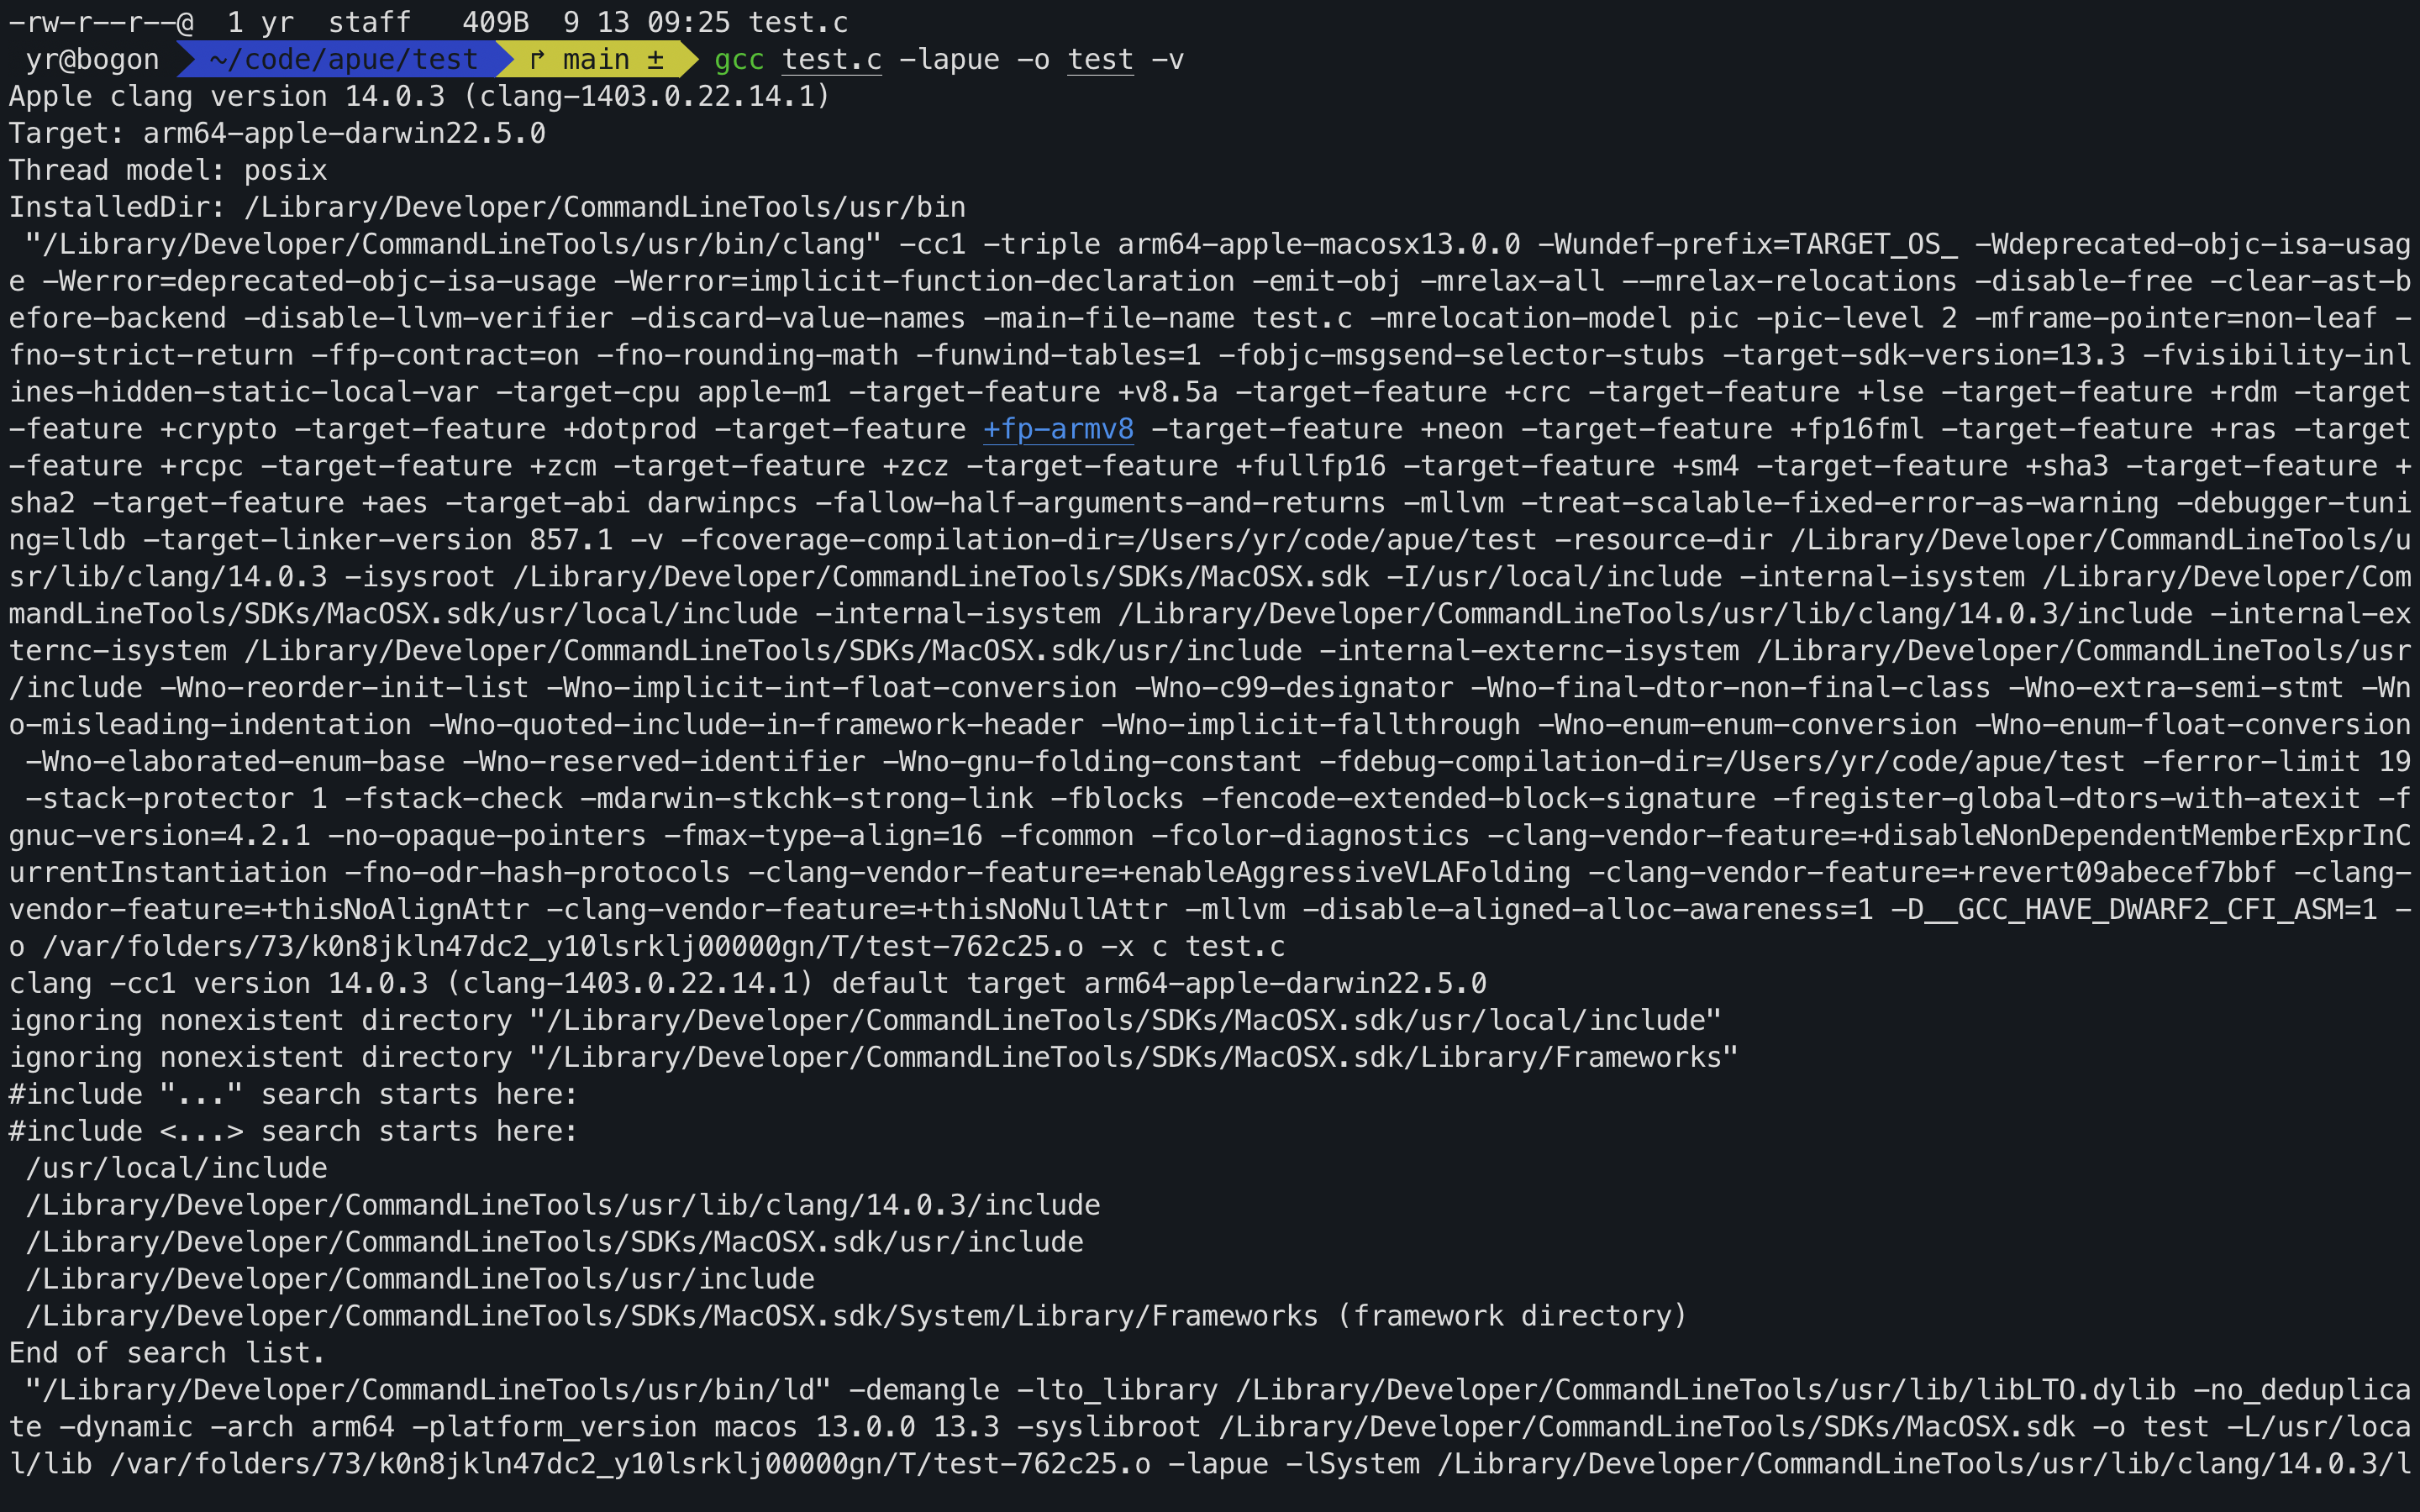 -rw-r--r--@  1 yr  staff   409B  9 13 09:25 test.c
yr@bogon ~/code/apue/test ↱ main ± gcc test.c -lapue -o test -v
Apple clang version 14.0.3 (clang-1403.0.22.14.1)
Target: arm64-apple-darwin22.5.0
Thread model: posix
InstalledDir: /Library/Developer/CommandLineTools/usr/bin
 "/Library/Developer/CommandLineTools/usr/bin/clang" -cc1 -triple arm64-apple-macosx13.0.0 -Wundef-prefix=TARGET_OS_ -Wdeprecated-objc-isa-usag
e -Werror=deprecated-objc-isa-usage -Werror=implicit-function-declaration -emit-obj -mrelax-all --mrelax-relocations -disable-free -clear-ast-b
efore-backend -disable-llvm-verifier -discard-value-names -main-file-name test.c -mrelocation-model pic -pic-level 2 -mframe-pointer=non-leaf -
fno-strict-return -ffp-contract=on -fno-rounding-math -funwind-tables=1 -fobjc-msgsend-selector-stubs -target-sdk-version=13.3 -fvisibility-inl
ines-hidden-static-local-var -target-cpu apple-m1 -target-feature +v8.5a -target-feature +crc -target-feature +lse -target-feature +rdm -target
-feature +crypto -target-feature +dotprod -target-feature +fp-armv8 -target-feature +neon -target-feature +fp16fml -target-feature +ras -target
-feature +rcpc -target-feature +zcm -target-feature +zcz -target-feature +fullfp16 -target-feature +sm4 -target-feature +sha3 -target-feature +
sha2 -target-feature +aes -target-abi darwinpcs -fallow-half-arguments-and-returns -mllvm -treat-scalable-fixed-error-as-warning -debugger-tuni
ng=lldb -target-linker-version 857.1 -v -fcoverage-compilation-dir=/Users/yr/code/apue/test -resource-dir /Library/Developer/CommandLineTools/u
sr/lib/clang/14.0.3 -isysroot /Library/Developer/CommandLineTools/SDKs/MacOSX.sdk -I/usr/local/include -internal-isystem /Library/Developer/Com
mandLineTools/SDKs/MacOSX.sdk/usr/local/include -internal-isystem /Library/Developer/CommandLineTools/usr/lib/clang/14.0.3/include -internal-ex
ternc-isystem /Library/Developer/CommandLineTools/SDKs/MacOSX.sdk/usr/include -internal-externc-isystem /Library/Developer/CommandLineTools/usr
/include -Wno-reorder-init-list -Wno-implicit-int-float-conversion -Wno-c99-designator -Wno-final-dtor-non-final-class -Wno-extra-semi-stmt -Wn
o-misleading-indentation -Wno-quoted-include-in-framework-header -Wno-implicit-fallthrough -Wno-enum-enum-conversion -Wno-enum-float-conversion
 -Wno-elaborated-enum-base -Wno-reserved-identifier -Wno-gnu-folding-constant -fdebug-compilation-dir=/Users/yr/code/apue/test -ferror-limit 19
 -stack-protector 1 -fstack-check -mdarwin-stkchk-strong-link -fblocks -fencode-extended-block-signature -fregister-global-dtors-with-atexit -f
gnuc-version=4.2.1 -no-opaque-pointers -fmax-type-align=16 -fcommon -fcolor-diagnostics -clang-vendor-feature=+disableNonDependentMemberExprInC
urrentInstantiation -fno-odr-hash-protocols -clang-vendor-feature=+enableAggressiveVLAFolding -clang-vendor-feature=+revert09abecef7bbf -clang-
vendor-feature=+thisNoAlignAttr -clang-vendor-feature=+thisNoNullAttr -mllvm -disable-aligned-alloc-awareness=1 -D__GCC_HAVE_DWARF2_CFI_ASM=1 -
o /var/folders/73/k0n8jkln47dc2_y10lsrklj00000gn/T/test-762c25.o -x c test.c
clang -cc1 version 14.0.3 (clang-1403.0.22.14.1) default target arm64-apple-darwin22.5.0
ignoring nonexistent directory "/Library/Developer/CommandLineTools/SDKs/MacOSX.sdk/usr/local/include"
ignoring nonexistent directory "/Library/Developer/CommandLineTools/SDKs/MacOSX.sdk/Library/Frameworks"
#include "..." search starts here:
#include <...> search starts here:
 /usr/local/include
 /Library/Developer/CommandLineTools/usr/lib/clang/14.0.3/include
 /Library/Developer/CommandLineTools/SDKs/MacOSX.sdk/usr/include
 /Library/Developer/CommandLineTools/usr/include
 /Library/Developer/CommandLineTools/SDKs/MacOSX.sdk/System/Library/Frameworks (framework directory)
End of search list.
 "/Library/Developer/CommandLineTools/usr/bin/ld" -demangle -lto_library /Library/Developer/CommandLineTools/usr/lib/libLTO.dylib -no_deduplica
te -dynamic -arch arm64 -platform_version macos 13.0.0 13.3 -syslibroot /Library/Developer/CommandLineTools/SDKs/MacOSX.sdk -o test -L/usr/loca
l/lib /var/folders/73/k0n8jkln47dc2_y10lsrklj00000gn/T/test-762c25.o -lapue -lSystem /Library/Developer/CommandLineTools/usr/lib/clang/14.0.3/l